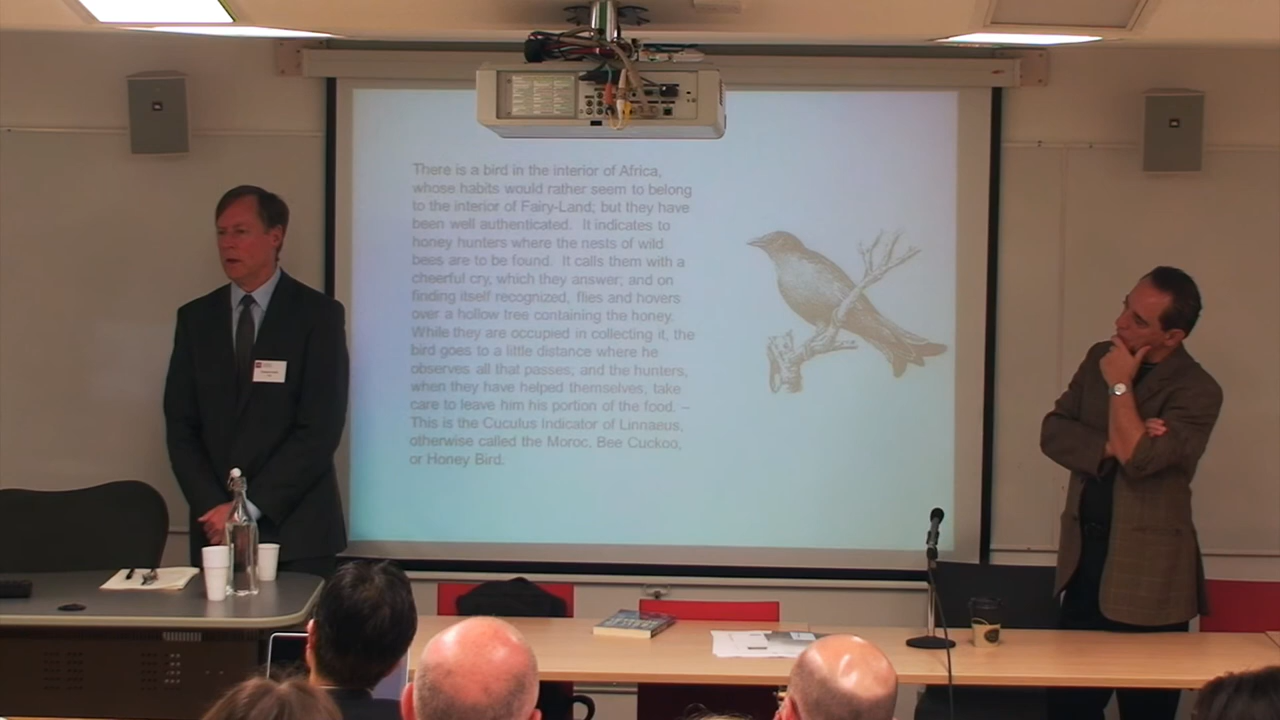 There is a bird in the interior of Africa,
whose habits would rather seem to belong
to the interior of Fairy-Land; but they have
been well authenticated. It indicates to
honey hunters where the nests of wild
bees are to be found. It calls them with a
cheerful cry, which they answer; and on
finding itself recognized, flies and hovers
over a hollow tree containing the honey.
While they are occupied in collecting it, the
bird goes to a little distance where he
observes all that passes; and the hunters,
when they have helped themselves, take
care to leave him his portion of the food. –
This is the Cuculus Indicator of Linnaeus,
otherwise called the Moroc, Bee Cuckoo,
or Honey Bird.